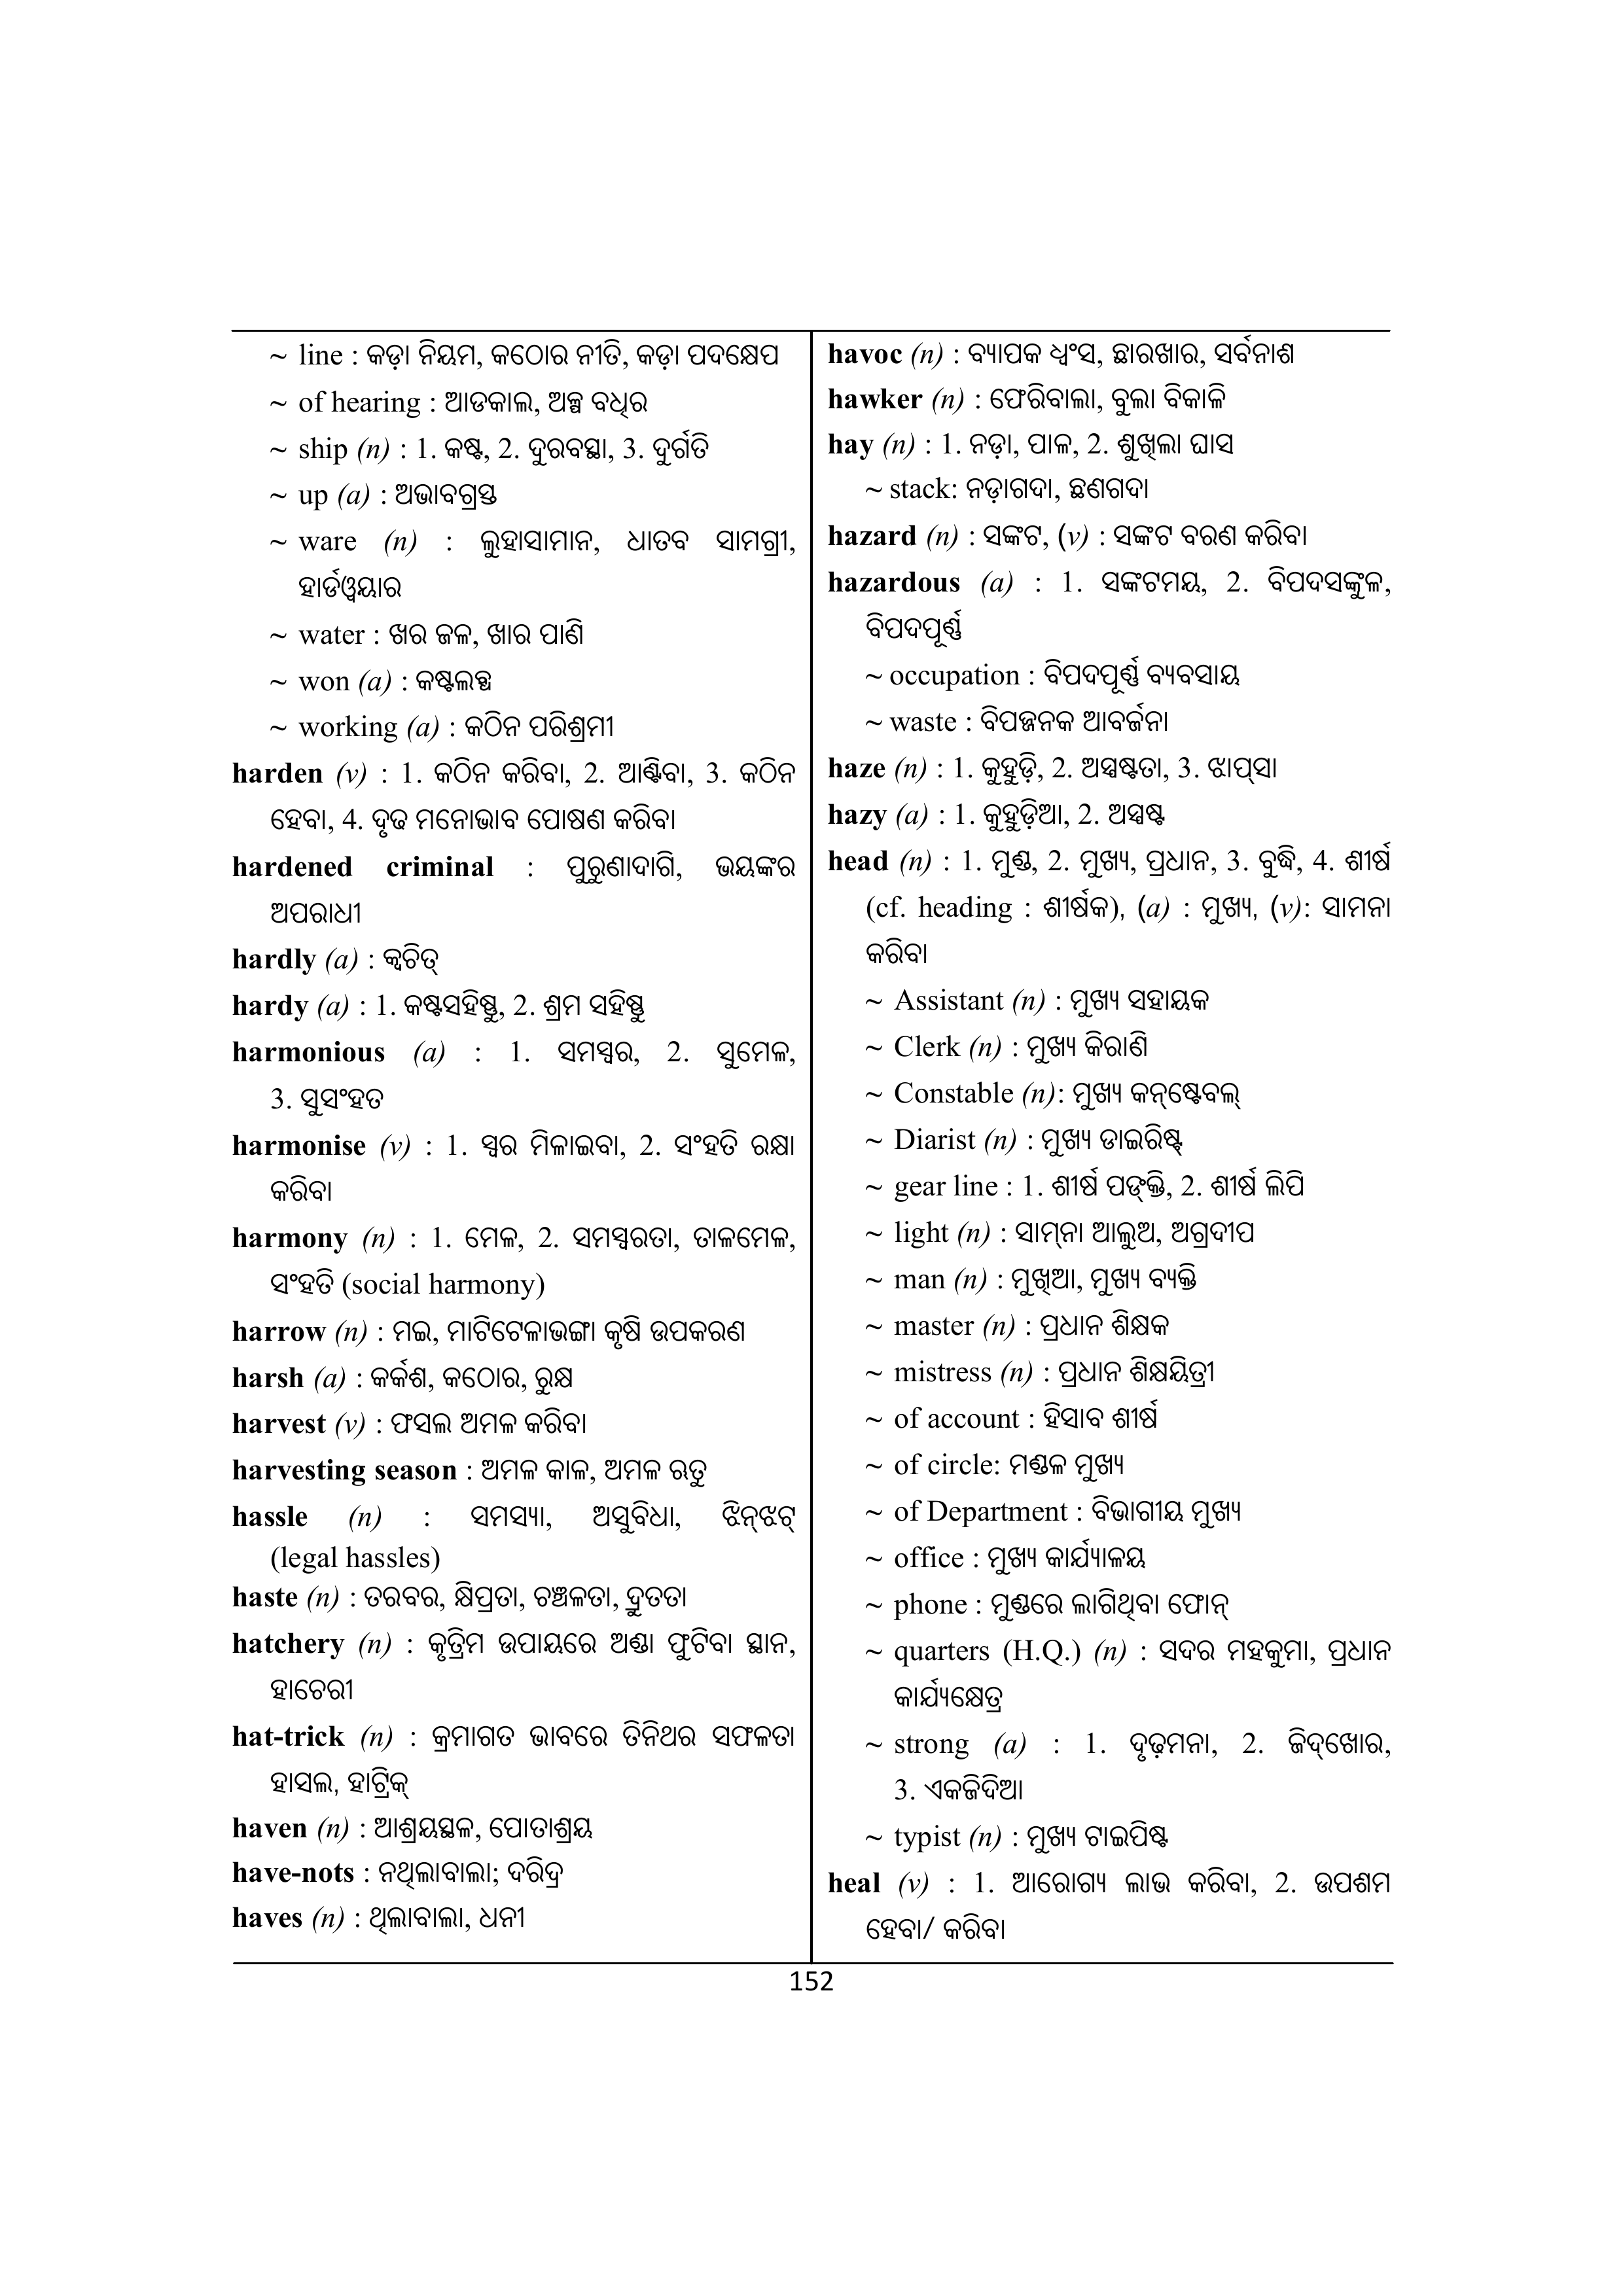 ~ line : କଡ଼ା ନିୟମ, କଠୋର ନୀତି, କଡ଼ା ପଦକ୍ଷେପ
~ of hearing : ଆଡକାଲ, ଅଳ୍ପ ବଧିର
~ ship (n) : 1. କଷ୍ଟ, 2. ଦୁରବସ୍ଥା, 3. ଦୁର୍ଗତି
~ up (a) : ଅଭାବଗ୍ରସ୍ତ
~ ware (n) : ଲୁହାସାମାନ, ଧାତବ ସାମଗ୍ରୀ,
ହାର୍ଡୱ୍ୟାର
~ water : ଖର ଜଳ, ଖାର ପାଣି
~ won (a) : କଷ୍ଟଲବ୍ଧ
~ working (a) : କଠିନ ପରିଶ୍ରମୀ
harden (v) : 1. କଠିନ କରିବା, 2. ଆଣ୍ଟିବା, 3. କଠିନ
ହେବା, 4. ଦୃଢ ମନୋଭାବ ପୋଷଣ କରିବା
hardened criminal : ପୁରୁଣାଦାଗି, ଭୟଙ୍କର
ଅପରାଧୀ
hardly (a) : କ୍ୱଚିତ୍
hardy (a) : 1. କଷ୍ଟସହିଷ୍ଣୁ, 2. ଶ୍ରମ ସହିଷ୍ଣୁ
harmonious (a) : 1. ସମସ୍ୱର, 2. ସୁମେଳ,
3. ସୁସଂହତ
harmonise (v) : 1. ସ୍ୱର ମିଳାଇବା, 2. ସଂହତି ରକ୍ଷା
କରିବା
harmony (n) : 1. ମେଳ, 2. ସମସ୍ୱରତା, ତାଳମେଳ,
ସଂହତି (social harmony)
harrow (n) : ମଇ, ମାଟିଟେଳାଭଙ୍ଗା କୃଷି ଉପକରଣ
harsh (a) : କର୍କଶ, କଠୋର, ରୁକ୍ଷ
harvest (v) : ଫସଲ ଅମଳ କରିବା
harvesting season : ଅମଳ କାଳ, ଅମଳ ଋତୁ
hassle (n) : ସମସ୍ୟା, ଅସୁବିଧା, ଝିନ୍‌ଝଟ୍
(legal hassles)
haste (n) : ତରବର, କ୍ଷିପ୍ରତା, ଚଞ୍ଚଳତା, ଦ୍ରୁତତା
hatchery (n) : କୃତ୍ରିମ ଉପାୟରେ ଅଣ୍ଡା ଫୁଟିବା ସ୍ଥାନ,
ହାଚେରୀ
hat-trick (n) : କ୍ରମାଗତ ଭାବରେ ତିନିଥର ସଫଳତା
ହାସଲ, ହାଟ୍ରିକ୍
haven (n) : ଆଶ୍ରୟସ୍ଥଳ, ପୋତାଶ୍ରୟ
have-nots : ନଥିଲାବାଲା; ଦରିଦ୍ର
haves (n) : ଥିଲାବାଲା, ଧନୀ
havoc (n) : ବ୍ୟାପକ ଧ୍ୱଂସ, ଛାରଖାର, ସର୍ବନାଶ
hawker (n) : ଫେରିବାଲା, ବୁଲା ବିକାଳି
hay (n) : 1. ନଡ଼ା, ପାଳ, 2. ଶୁଖିଲା ଘାସ
~ stack: ନଡ଼ାଗଦା, ଛଣଗଦା
hazard (n) : ସଙ୍କଟ, (v) : ସଙ୍କଟ ବରଣ କରିବା
hazardous (a) : 1. ସଙ୍କଟମୟ, 2. ବିପଦସଙ୍କୁଳ,
ବିପଦପୂର୍ଣ୍ଣ
~ occupation : ବିପଦପୂର୍ଣ୍ଣ ବ୍ୟବସାୟ
~ waste : ବିପଜ୍ଜନକ ଆବର୍ଜନା
haze (n) : 1. କୁହୁଡ଼ି, 2. ଅସ୍ପଷ୍ଟତା, 3. ଝାପ୍‌ସା
hazy (a) : 1. କୁହୁଡ଼ିଆ, 2. ଅସ୍ପଷ୍ଟ
head (n) : 1. ମୁଣ୍ଡ, 2. ମୁଖ୍ୟ, ପ୍ରଧାନ, 3. ବୁଦ୍ଧି, 4. ଶୀର୍ଷ
(cf. heading : ଶୀର୍ଷକ), (a) : ମୁଖ୍ୟ, (v): ସାମନା
କରିବା
~ Assistant (n) : ମୁଖ୍ୟ ସହାୟକ
~ Clerk (n) : ମୁଖ୍ୟ କିରାଣି
~ Constable (n): ମୁଖ୍ୟ କନ୍‌ଷ୍ଟେବଲ୍
~ Diarist (n) : ମୁଖ୍ୟ ଡାଇରିଷ୍ଟ୍
~ gear line : 1. ଶୀର୍ଷ ପଙ୍‌କ୍ତି, 2. ଶୀର୍ଷ ଲିପି
~ light (n) : ସାମ୍‌ନା ଆଲୁଅ, ଅଗ୍ରଦୀପ
~ man (n) : ମୁଖିଆ, ମୁଖ୍ୟ ବ୍ୟକ୍ତି
~ master (n) : ପ୍ରଧାନ ଶିକ୍ଷକ
~ mistress (n) : ପ୍ରଧାନ ଶିକ୍ଷୟିତ୍ରୀ
~ of account : ହିସାବ ଶୀର୍ଷ
~ of circle: ମଣ୍ଡଳ ମୁଖ୍ୟ
~ of Department : ବିଭାଗୀୟ ମୁଖ୍ୟ
~ office : ମୁଖ୍ୟ କାର୍ଯ୍ୟାଳୟ
~ phone : ମୁଣ୍ଡରେ ଲାଗିଥିବା ଫୋନ୍
~ quarters (H.Q.) (n) : ସଦର ମହକୁମା, ପ୍ରଧାନ
କାର୍ଯ୍ୟକ୍ଷେତ୍ର
~ strong (a) : 1. ଦୃଢ଼ମନା, 2. ଜିଦ୍‌ଖୋର,
3. ଏକଜିଦିଆ
~ typist (n) : ମୁଖ୍ୟ ଟାଇପିଷ୍ଟ
heal (v) : 1. ଆରୋଗ୍ୟ ଲାଭ କରିବା, 2. ଉପଶମ
ହେବା/ କରିବା
152